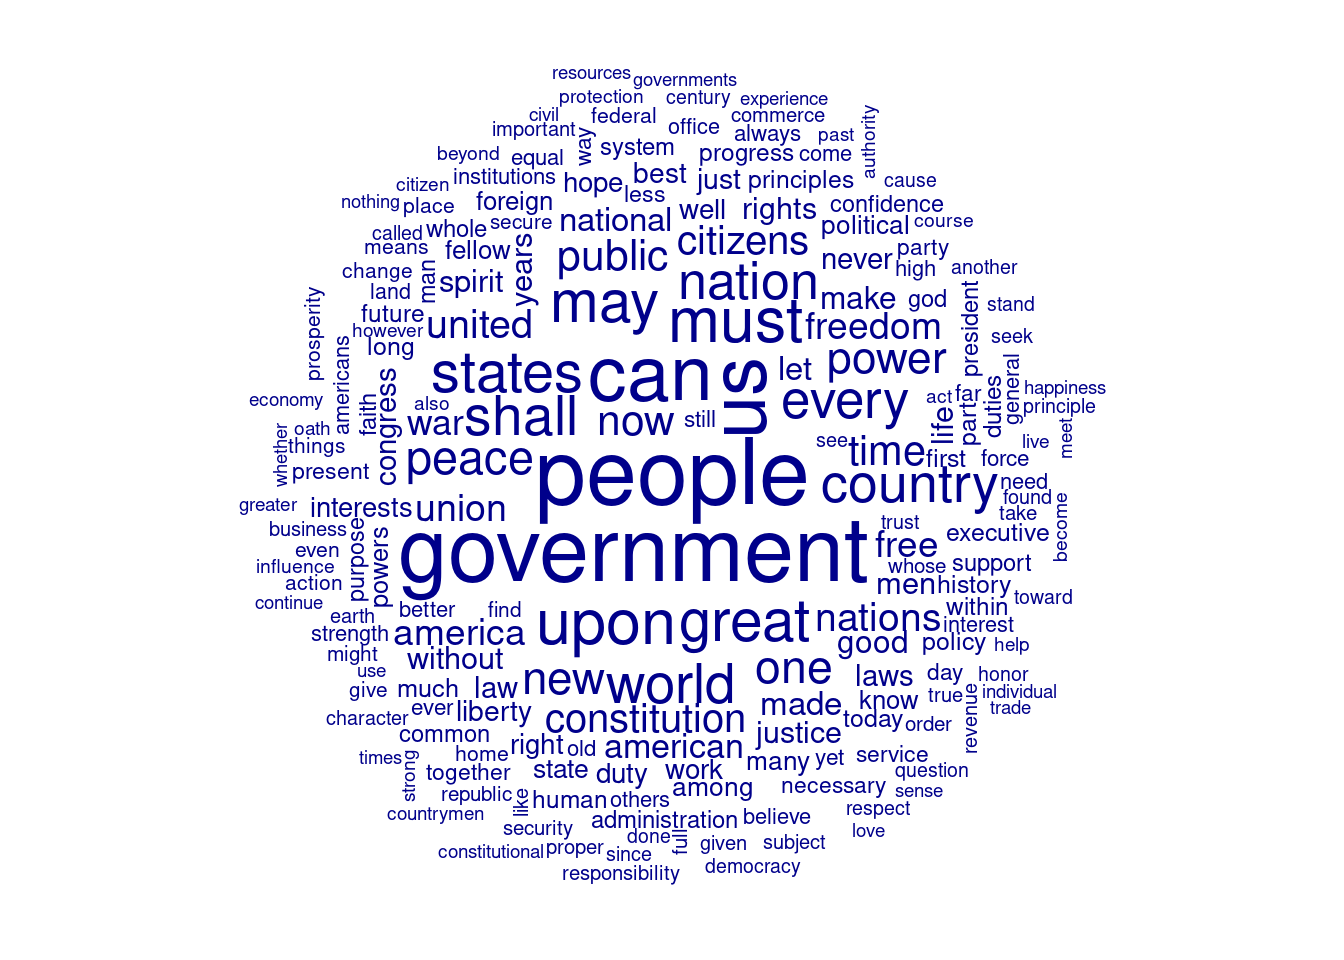 resources governments
protection century experience
civil federal commerce
important way office always past authority
beyond equal system progress come
citizen institutions hope best just principles cause
nothing place foreign less well rights confidence
called whole secure national citizens political course
means fellow years public never party
change man spirit nation high another
land may make god stand
prosperity future must president
however united freedom seek
americans long states can us let power general
economy faith congress also every act far happiness
oath war shall now still life part duties principle
whether things peace see time live meet
present people first force
greater interests union country need found
business trust take become
even purpose powers government free executive
influence whose support
action men history
continue better find nations within toward
earth america upon great interest
strength good policy help
might without one
use law new world laws day honor
give much made know true individual
character ever liberty constitution today order revenue trade
common right old american justice
times home many yet service
strong together state duty work question
republic like human others among necessary sense
countrymen administration believe respect
security done full given subject love
constitutional proper since
responsibility democracy